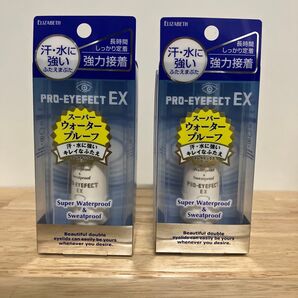 ELIZABETH
汗・水に
強い
ふたえまぶた
長時間
しっかり定着
強力接着
PRO-EYEFECT EX
スーパー
ウォーター
プルーフ
汗・水に強い
キレイなふたえ
PRO-EYEFECT
EX
Super Waterproof
&
Sweatproof
Beautiful double
eyelids can easily be yours
whenever you desire.
ELIZABETH
汗・水に
強い
ふたえまぶた
長時間
しっかり定着
強力接着
PRO-EYEFECT EX
スーパー
ウォーター
プルーフ
汗・水に強い
キレイなふたえ
PRO-EYEFECT
EX
Super Waterproof
&
Sweatproof
Beautiful double
eyelids can easily be yours
whenever you desire.